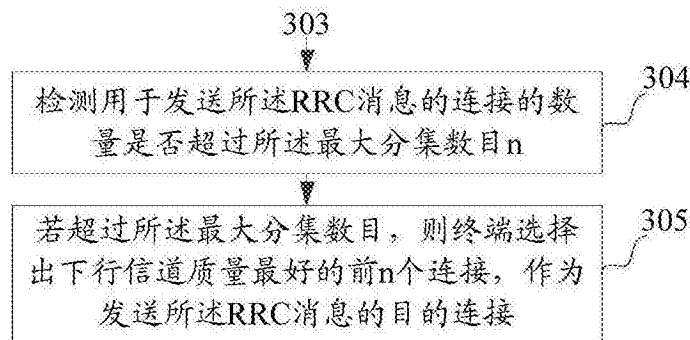 303
检测用于发送所述RRC消息的连接的数
量是否超过所述最大分集数目n
304
若超过所述最大分集数目，则终端选择
出下行信道质量最好的前n个连接，作为
发送所述RRC消息的目的连接
305